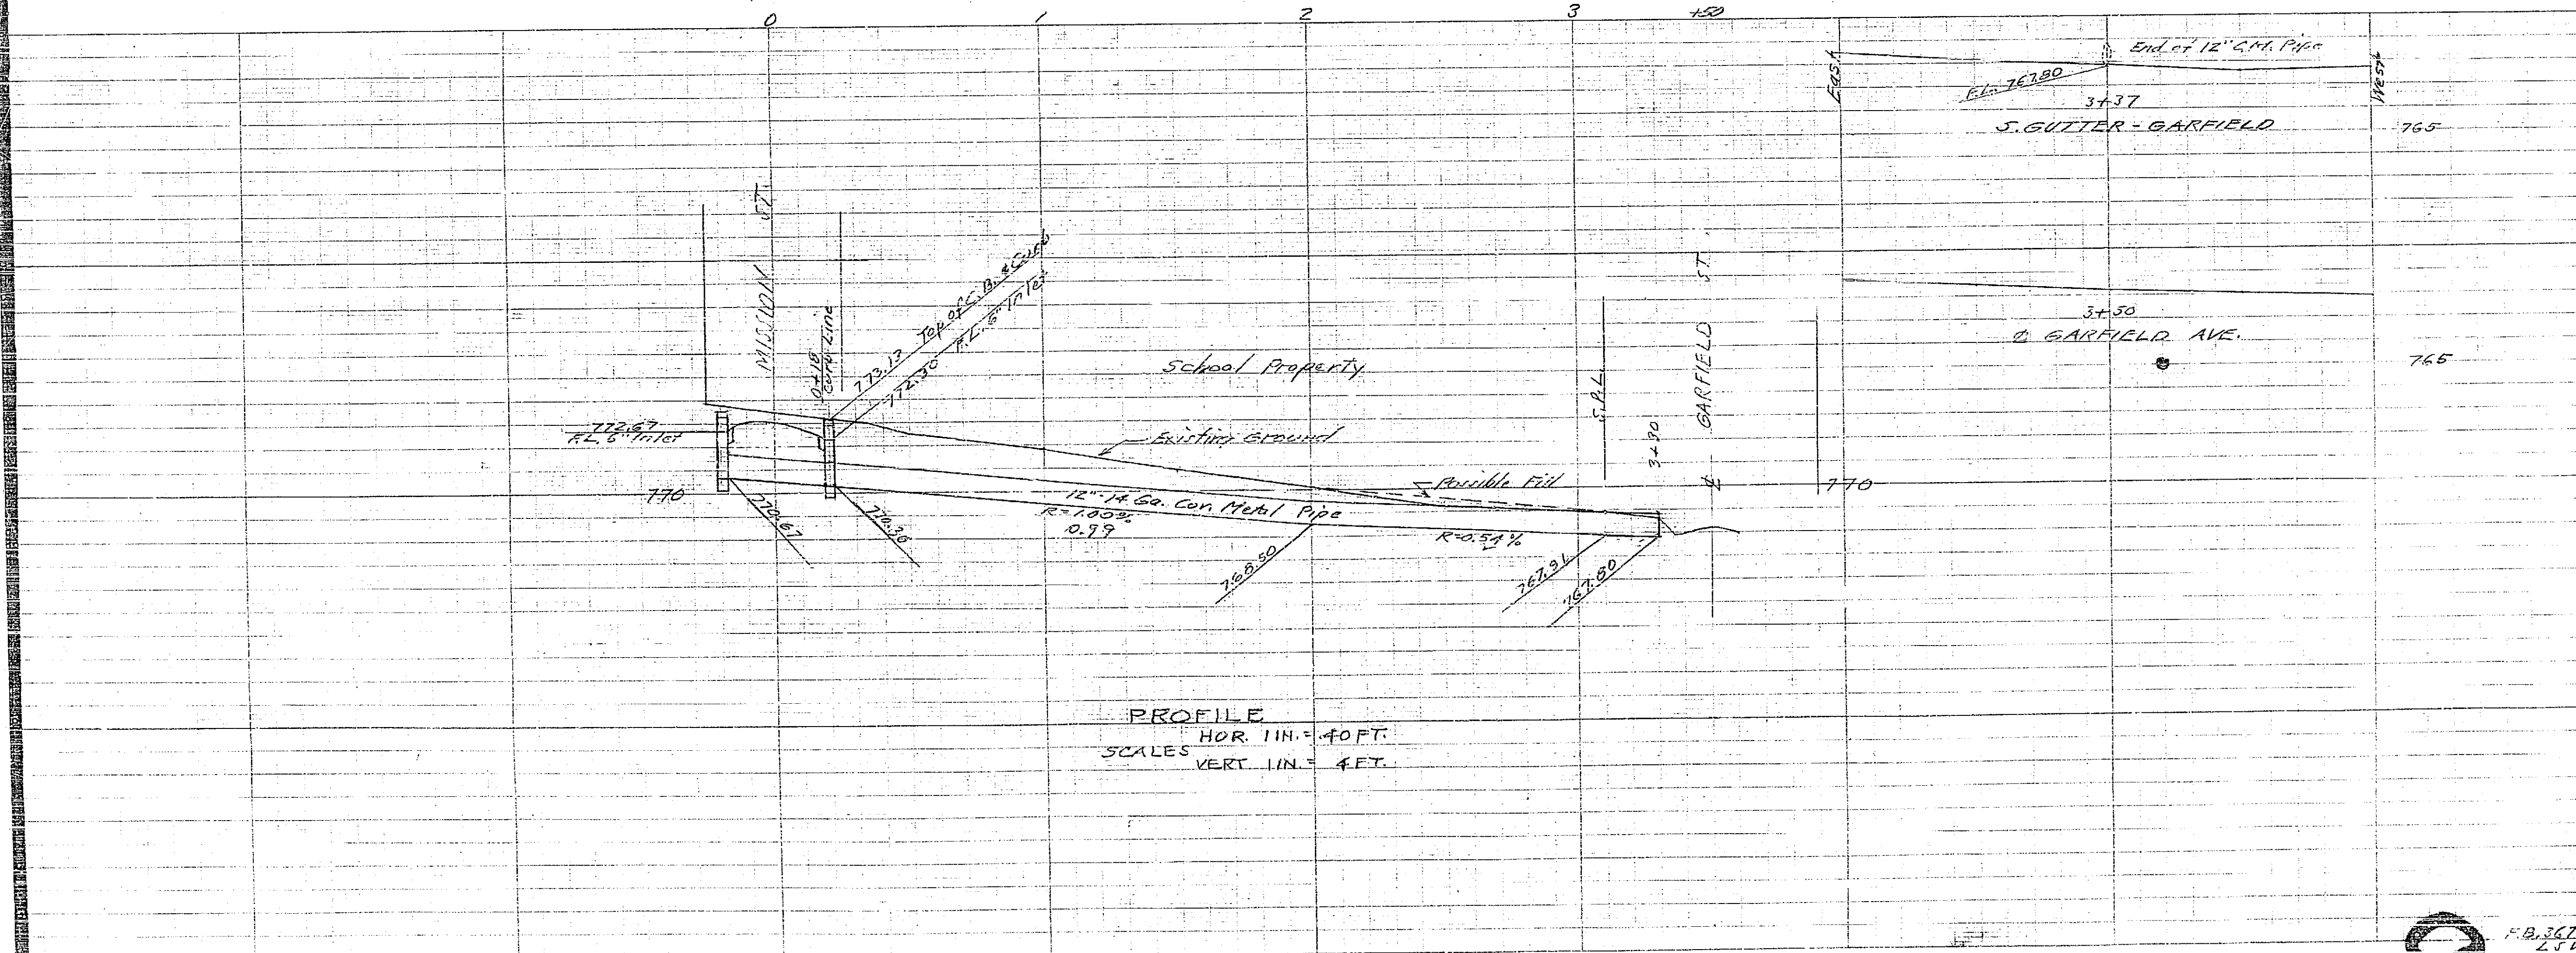 0
1
2
3
+50
East
End of 12" C.M. Pipe
West
F.L. 767.80
3+37
S. GUTTER - GARFIELD
765
MISSION ST.
0+18
Curb Line
773.13 Top of C.B. & Curb
772.30 F.L. 6" Inlet
School Property
S.P.L.
3+30
GARFIELD ST.
3+50
℄ GARFIELD AVE.
765
772.67
F.L. 6" Inlet
Existing Ground
Possible Fill
770
770
770.67
770.36
12"-14 Ga. Corr. Metal Pipe
R=1.00%
0.99
R=0.54%
768.50
767.91
767.80
℄
PROFILE
HOR. 1 IN. = 40 FT.
SCALES
VERT. 1 IN. = 4 FT.
F.B. 367